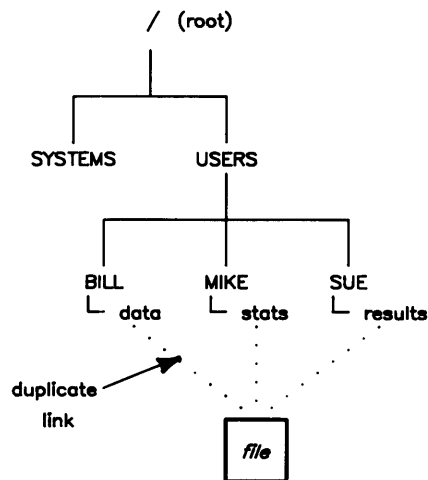 / (root)
SYSTEMS USERS
BILL MIKE SUE
data stats results
duplicate
link
file